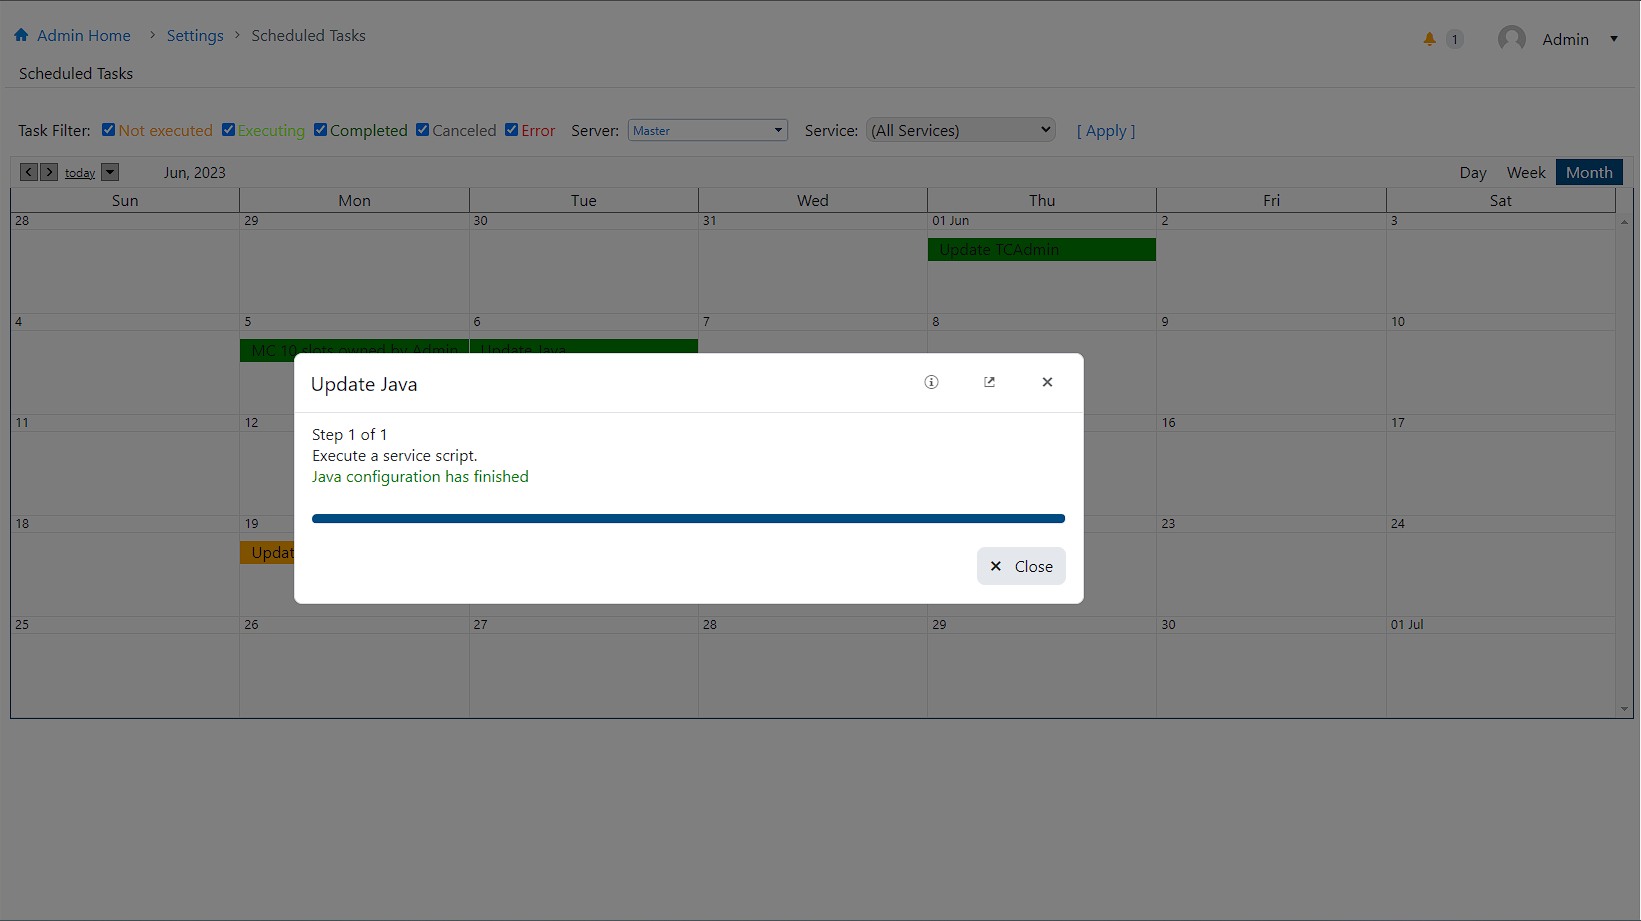 Admin Home > Settings > Scheduled Tasks
1 Admin
Scheduled Tasks
Task Filter: Not executed Executing Completed Canceled Error Server: Master Service: (All Services) [ Apply ]
< > today Jun, 2023 Day Week Month
Sun Mon Tue Wed Thu Fri Sat
28 29 30 31 01 Jun 2 3
Update TCAdmin
4 5 6 7 8 9 10
MC 10 slots owned by Admin Update Java
Update Java
Step 1 of 1
Execute a service script.
Java configuration has finished
Close
11 12 16 17
18 19 23 24
Updat
25 26 27 28 29 30 01 Jul